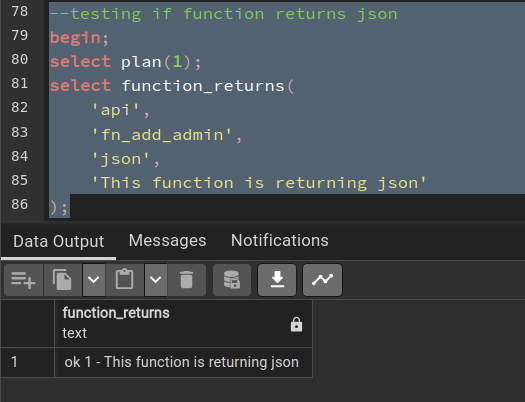 78 --testing if function returns json
79 begin;
80 select plan(1);
81 select function_returns(
82 'api',
83 'fn_add_admin',
84 'json',
85 'This function is returning json'
86 );
Data Output Messages Notifications
function_returns
text
1 ok 1 - This function is returning json